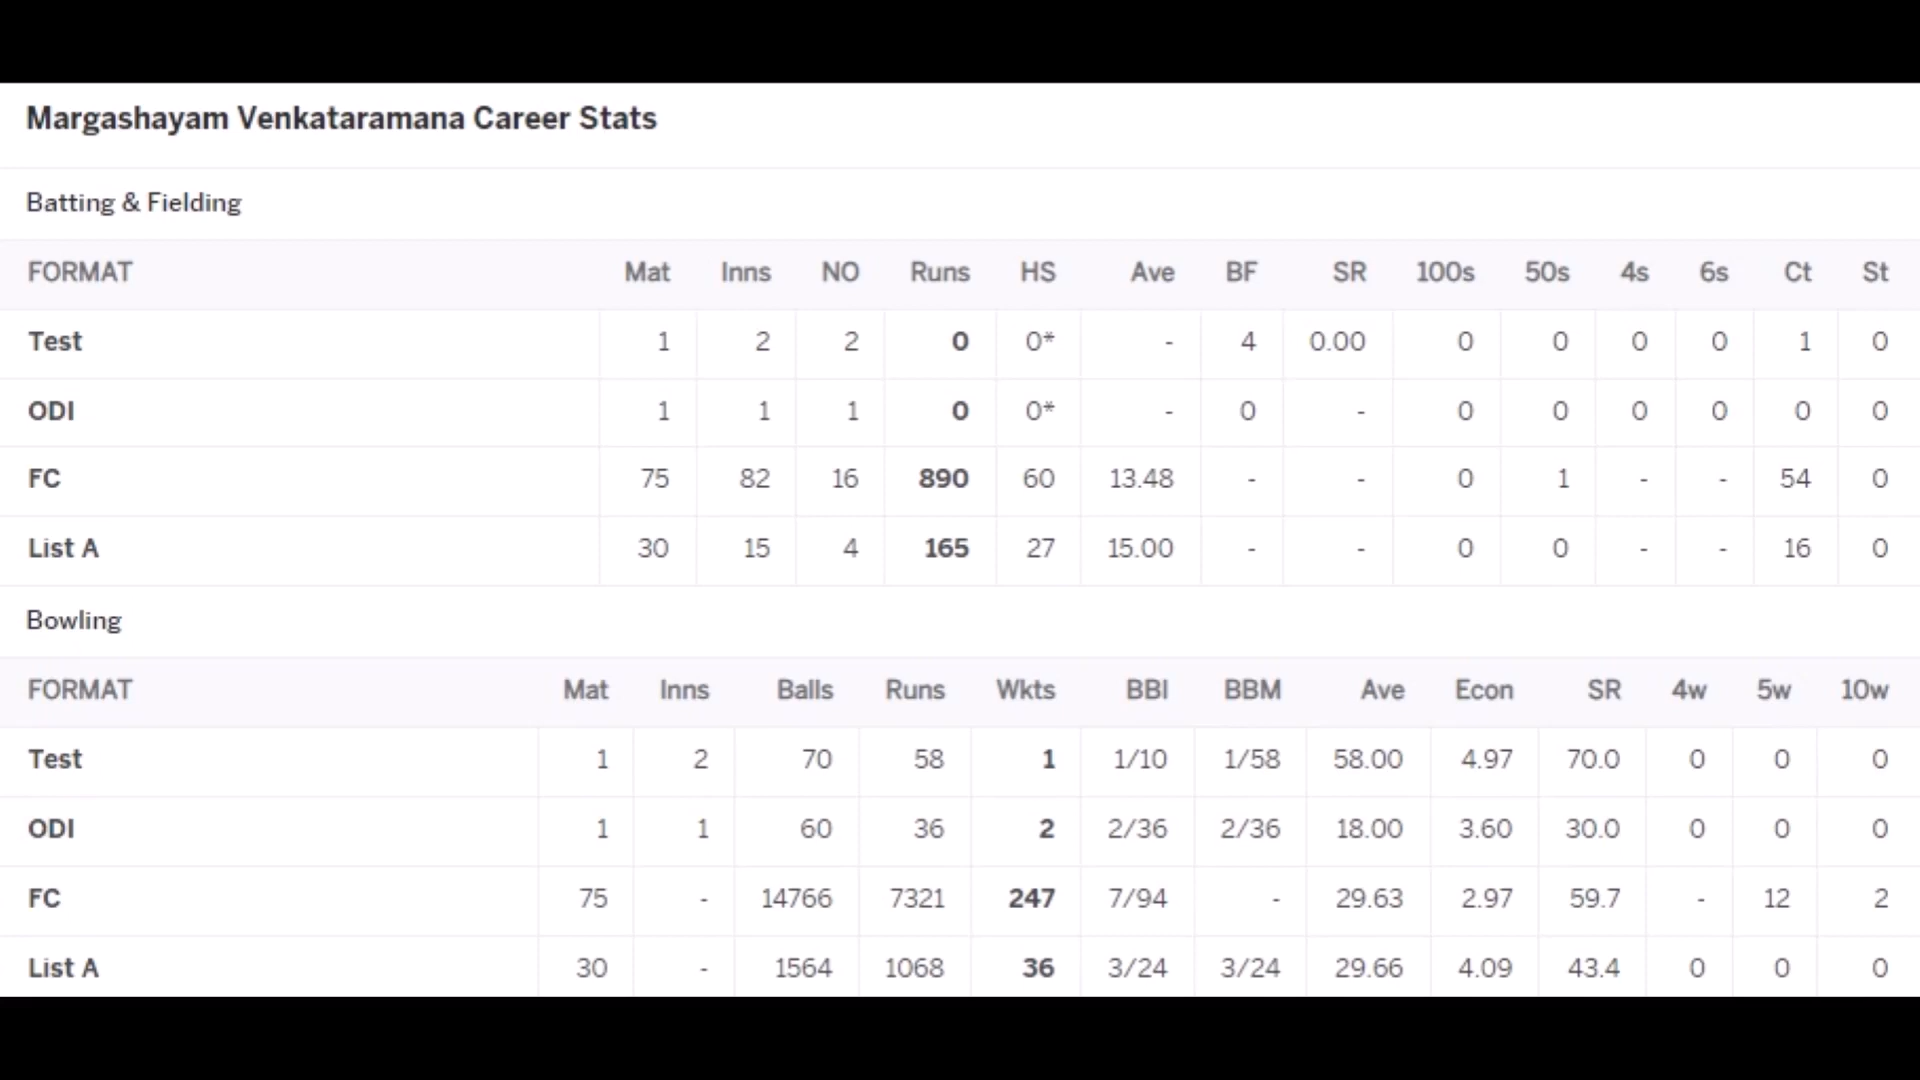 Margashayam Venkataramana Career Stats
Batting & Fielding
FORMAT Mat Inns NO Runs HS Ave BF SR 100s 50s 4s 6s Ct St
Test 1 2 2 0 0* - 4 0.00 0 0 0 0 1 0
ODI 1 1 1 0 0* - 0 - 0 0 0 0 0 0
FC 75 82 16 890 60 13.48 - - 0 1 - - 54 0
List A 30 15 4 165 27 15.00 - - 0 0 - - 16 0
Bowling
FORMAT Mat Inns Balls Runs Wkts BBI BBM Ave Econ SR 4w 5w 10w
Test 1 2 70 58 1 1/10 1/58 58.00 4.97 70.0 0 0 0
ODI 1 1 60 36 2 2/36 2/36 18.00 3.60 30.0 0 0 0
FC 75 - 14766 7321 247 7/94 - 29.63 2.97 59.7 - 12 2
List A 30 - 1564 1068 36 3/24 3/24 29.66 4.09 43.4 0 0 0